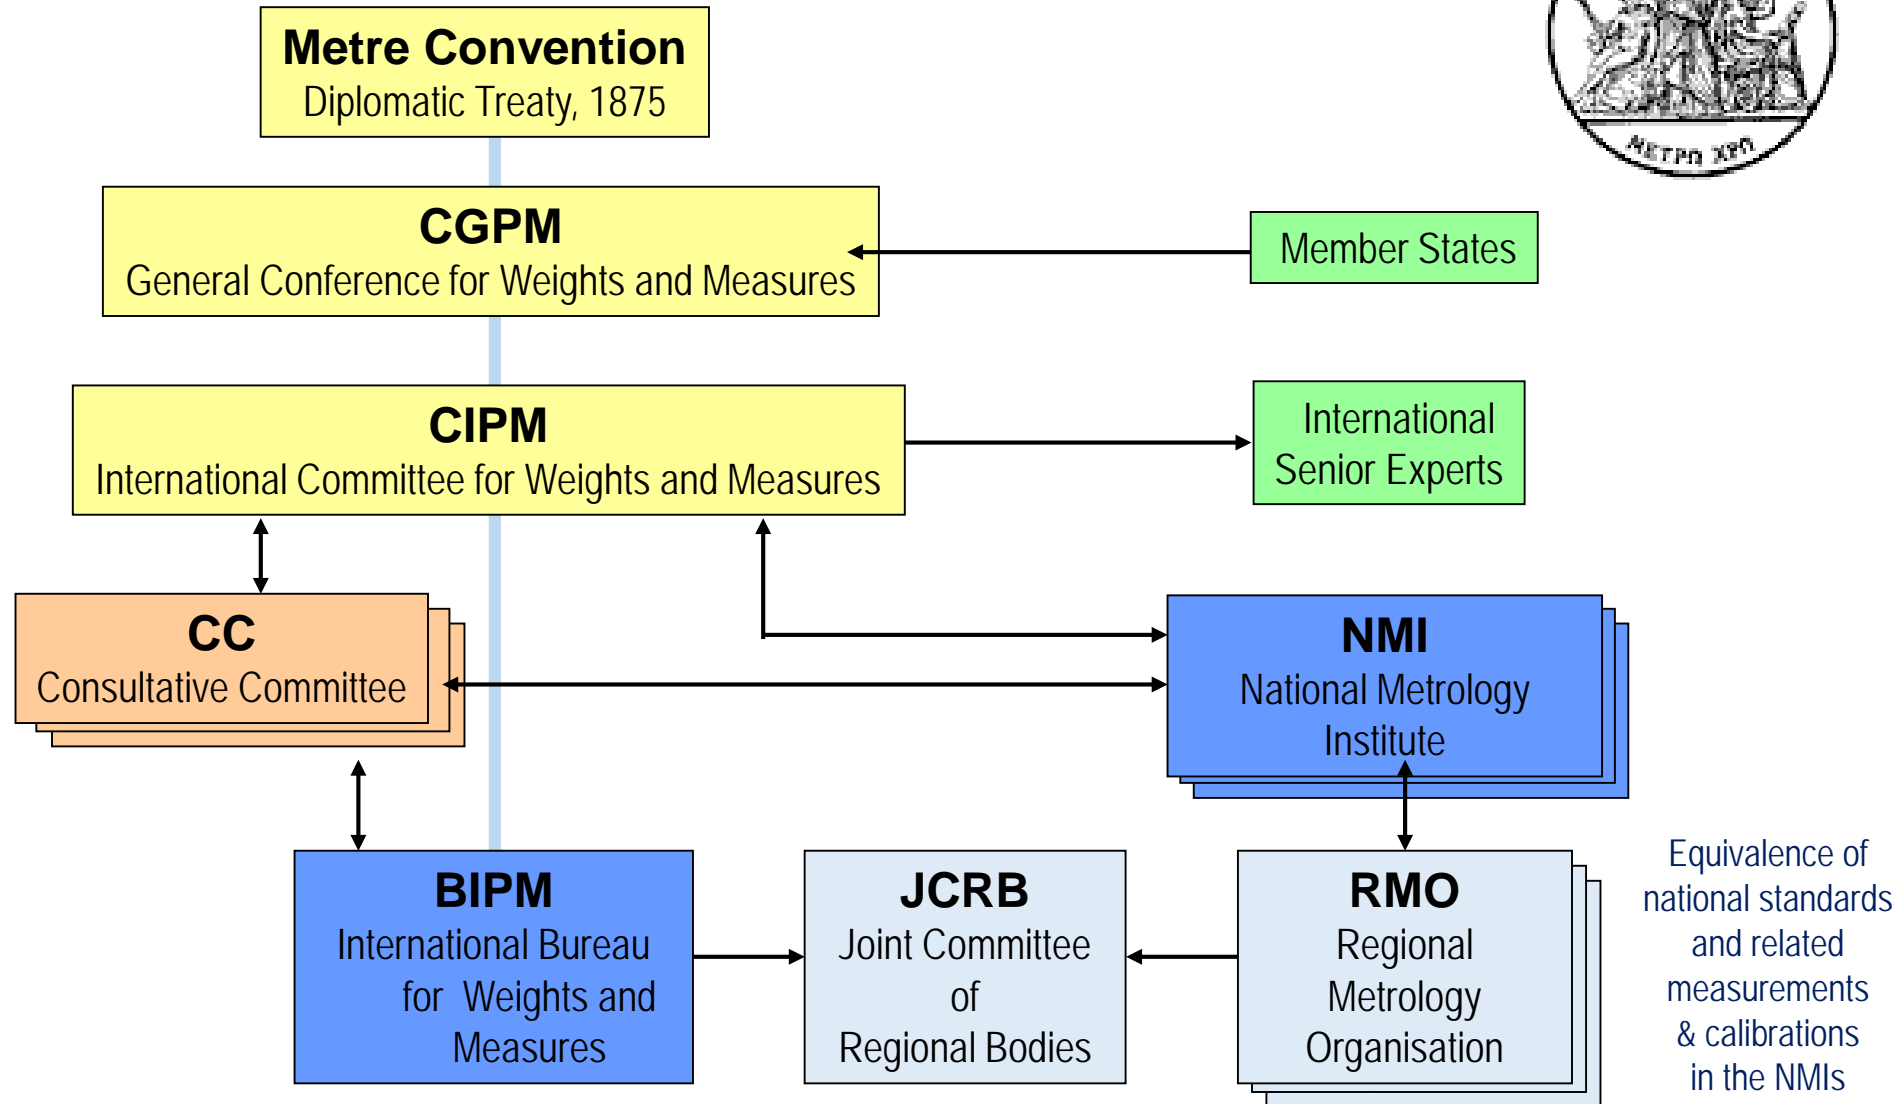 Metre Convention
Diplomatic Treaty, 1875
ΜΕΤΡΩ ΧΡΩ
CGPM
General Conference for Weights and Measures
Member States
CIPM
International Committee for Weights and Measures
International
Senior Experts
CC
Consultative Committee
NMI
National Metrology
Institute
BIPM
International Bureau
for Weights and
Measures
JCRB
Joint Committee
of
Regional Bodies
RMO
Regional
Metrology
Organisation
Equivalence of
national standards
and related
measurements
& calibrations
in the NMIs